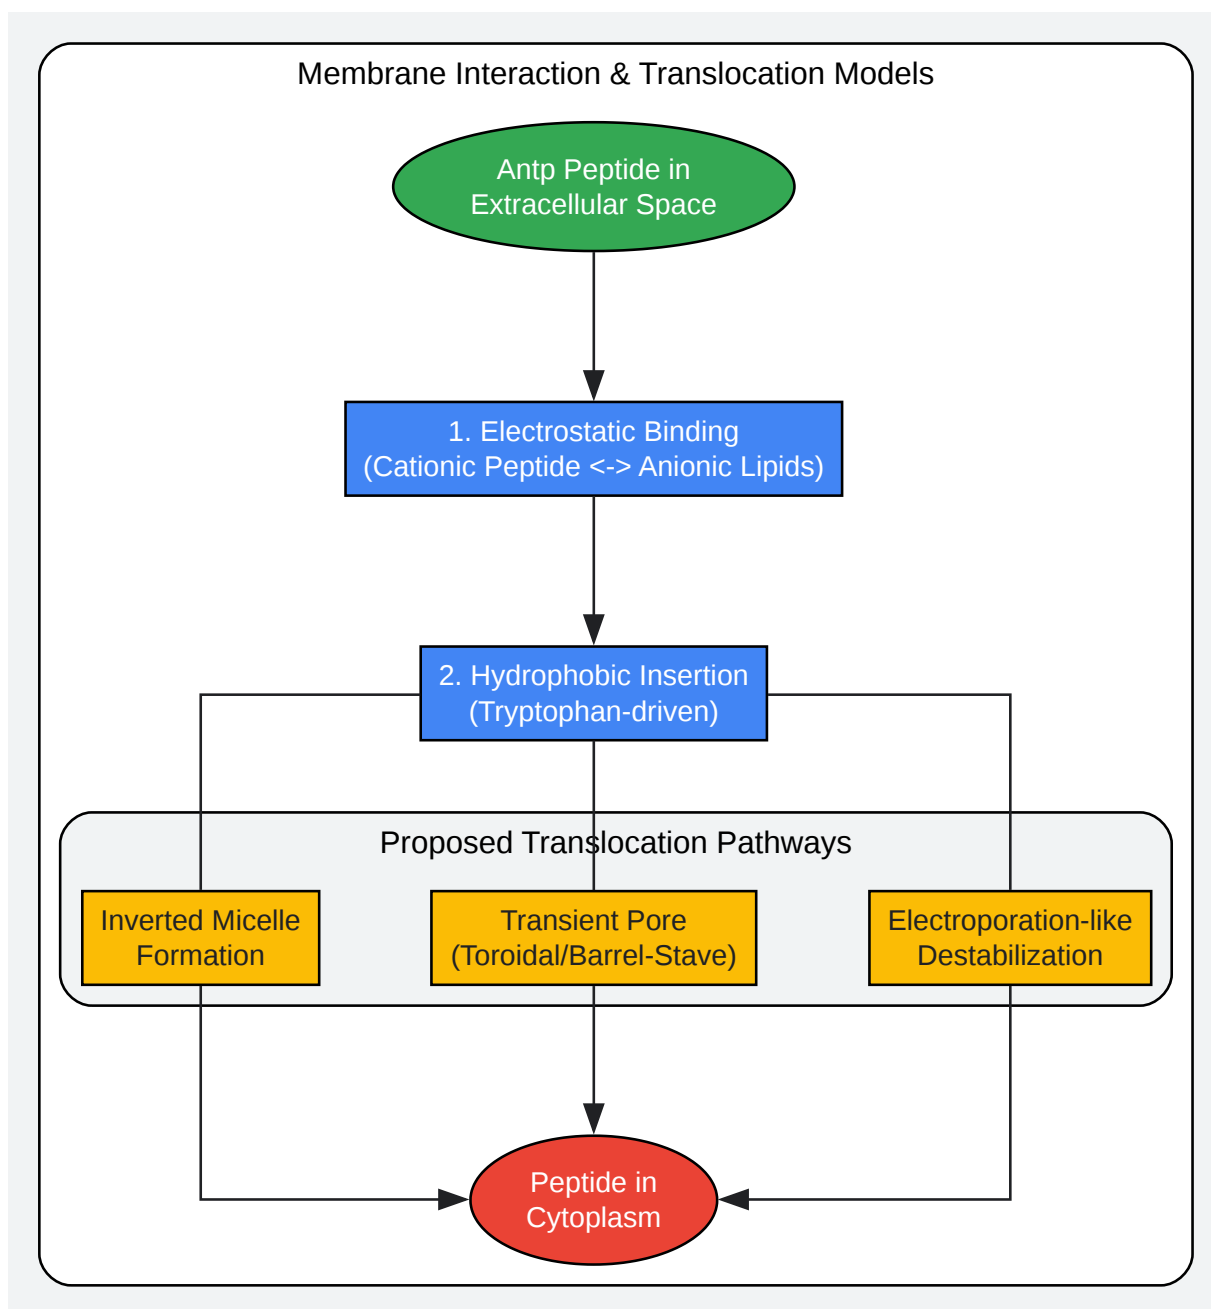 Membrane Interaction & Translocation Models
Antp Peptide in
Extracellular Space
1. Electrostatic Binding
(Cationic Peptide <-> Anionic Lipids)
2. Hydrophobic Insertion
(Tryptophan-driven)
Proposed Translocation Pathways
Inverted Micelle
Formation
Transient Pore
(Toroidal/Barrel-Stave)
Electroporation-like
Destabilization
Peptide in
Cytoplasm